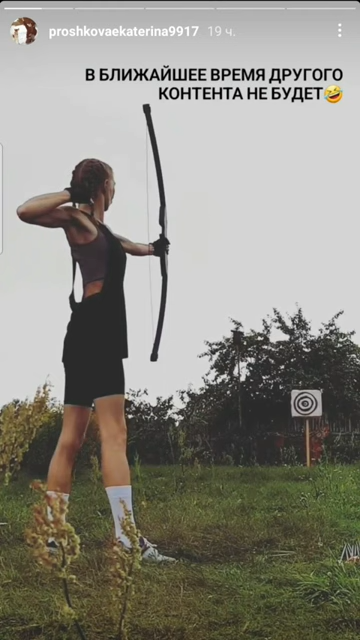 proshkovaekaterina9917 19 ч.
В БЛИЖАЙШЕЕ ВРЕМЯ ДРУГОГО
КОНТЕНТА НЕ БУДЕТ🤣